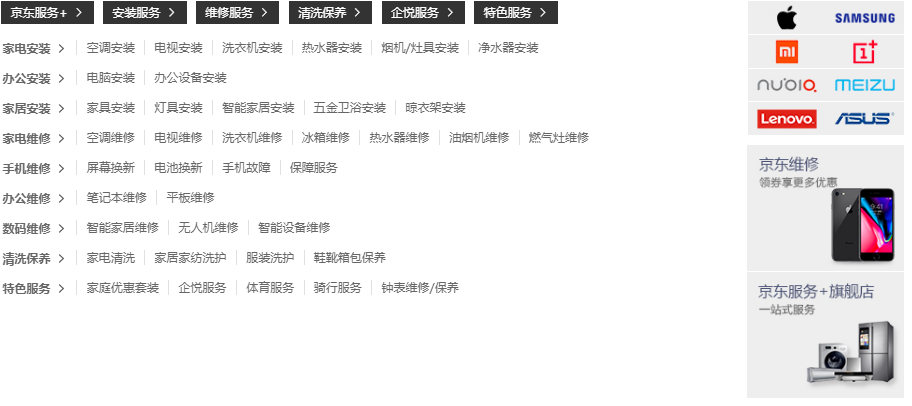 京东服务+ > 安装服务 > 维修服务 > 清洗保养 > 企悦服务 > 特色服务 >
家电安装 > 空调安装 电视安装 洗衣机安装 热水器安装 烟机/灶具安装 净水器安装
办公安装 > 电脑安装 办公设备安装
家居安装 > 家具安装 灯具安装 智能家居安装 五金卫浴安装 晾衣架安装
家电维修 > 空调维修 电视维修 洗衣机维修 冰箱维修 热水器维修 油烟机维修 燃气灶维修
手机维修 > 屏幕换新 电池换新 手机故障 保障服务
办公维修 > 笔记本维修 平板维修
数码维修 > 智能家居维修 无人机维修 智能设备维修
清洗保养 > 家电清洗 家居家纺洗护 服装洗护 鞋靴箱包保养
特色服务 > 家庭优惠套装 企悦服务 体育服务 骑行服务 钟表维修/保养
SAMSUNG
MI 1+
nubia MEIZU
Lenovo ASUS
京东维修
领券享更多优惠
9:41
京东服务+旗舰店
一站式服务